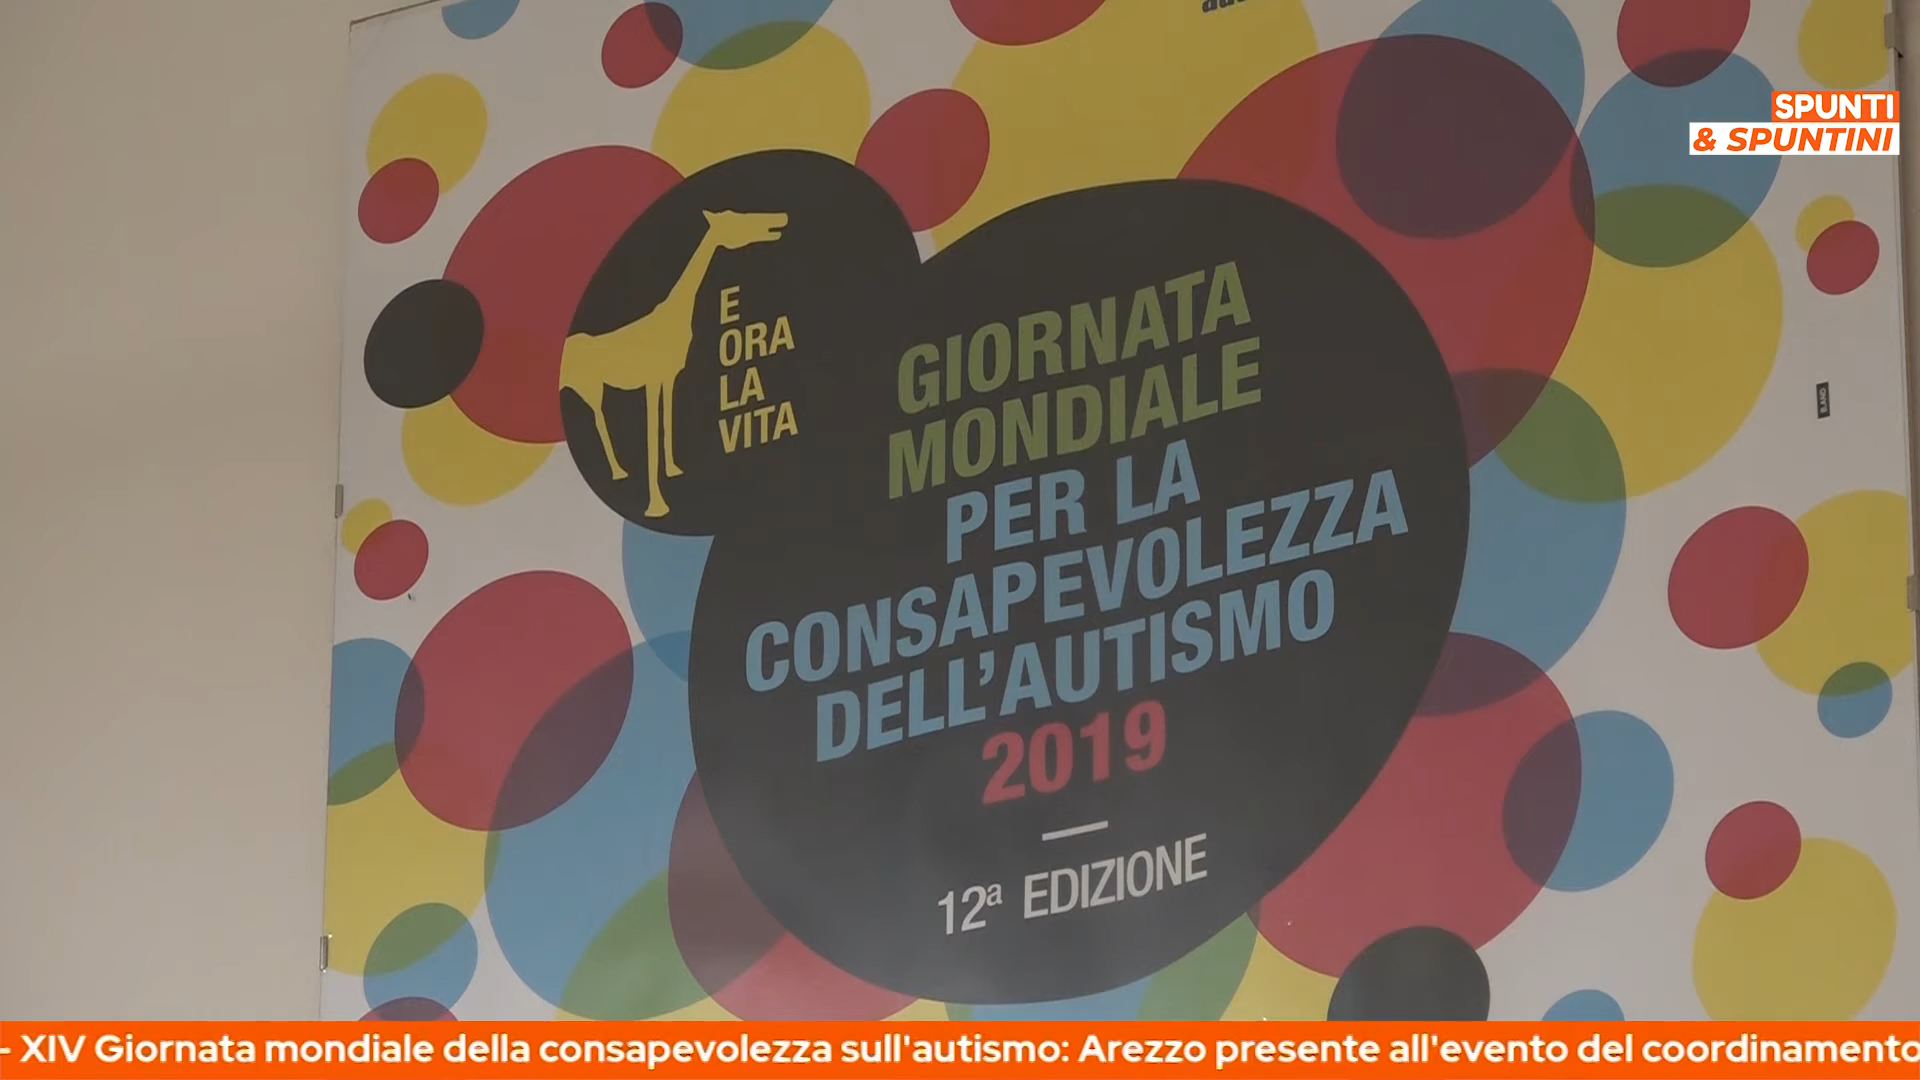 SPUNTI
& SPUNTINI
E
ORA
LA
VITA
GIORNATA
MONDIALE
PER LA
CONSAPEVOLEZZA
DELL'AUTISMO
2019
12ª EDIZIONE
- XIV Giornata mondiale della consapevolezza sull'autismo: Arezzo presente all'evento del coordinamento